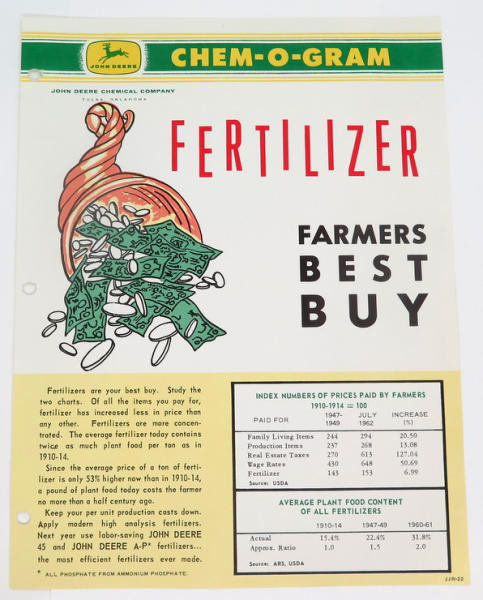 JOHN DEERE
CHEM-O-GRAM
JOHN DEERE CHEMICAL COMPANY
TULSA, OKLAHOMA
FERTILIZER
FARMERS
BEST
BUY
Fertilizers are your best buy. Study the
two charts. Of all the items you pay for,
fertilizer has increased less in price than
any other. Fertilizers are more concen-
trated. The average fertilizer today contains
twice as much plant food per ton as in
1910-14.
Since the average price of a ton of ferti-
lizer is only 53% higher now than in 1910-14,
a pound of plant food today costs the farmer
no more than a half century ago.
Keep your per unit production costs down.
Apply modern high analysis fertilizers.
Next year use labor-saving JOHN DEERE
45 and JOHN DEERE A-P* fertilizers...
the most efficient fertilizers ever made.
* ALL PHOSPHATE FROM AMMONIUM PHOSPHATE.
INDEX NUMBERS OF PRICES PAID BY FARMERS
1910-1914 = 100
1947- JULY INCREASE
PAID FOR 1949 1962 (%)
Family Living Items 244 294 20.50
Production Items 237 268 13.08
Real Estate Taxes 270 613 127.04
Wage Rates 430 648 50.69
Fertilizer 143 153 6.99
Source: USDA
AVERAGE PLANT FOOD CONTENT
OF ALL FERTILIZERS
1910-14 1947-49 1960-61
Actual 15.4% 22.4% 31.8%
Approx. Ratio 1.0 1.5 2.0
Source: ARS, USDA
JJR-22